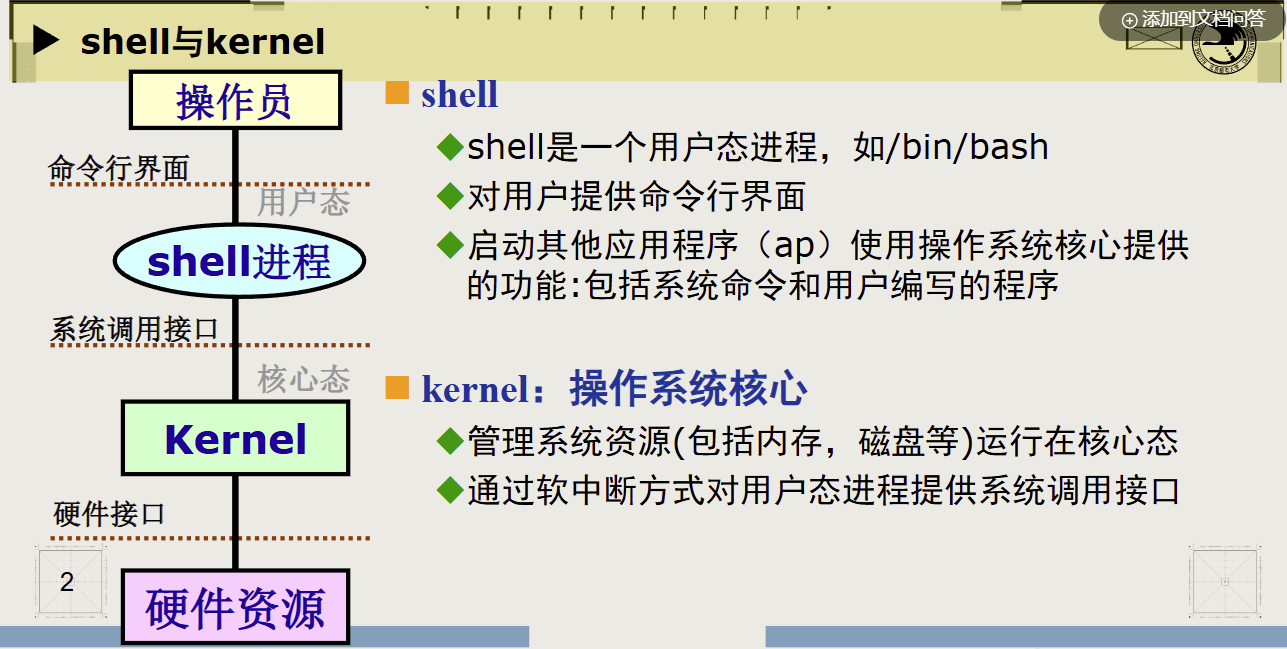 添加到文档问答
shell与kernel
操作员
命令行界面
用户态
shell进程
系统调用接口
核心态
Kernel
硬件接口
硬件资源
2
shell
shell是一个用户态进程，如/bin/bash
对用户提供命令行界面
启动其他应用程序（ap）使用操作系统核心提供
的功能:包括系统命令和用户编写的程序
kernel：操作系统核心
管理系统资源(包括内存，磁盘等)运行在核心态
通过软中断方式对用户态进程提供系统调用接口